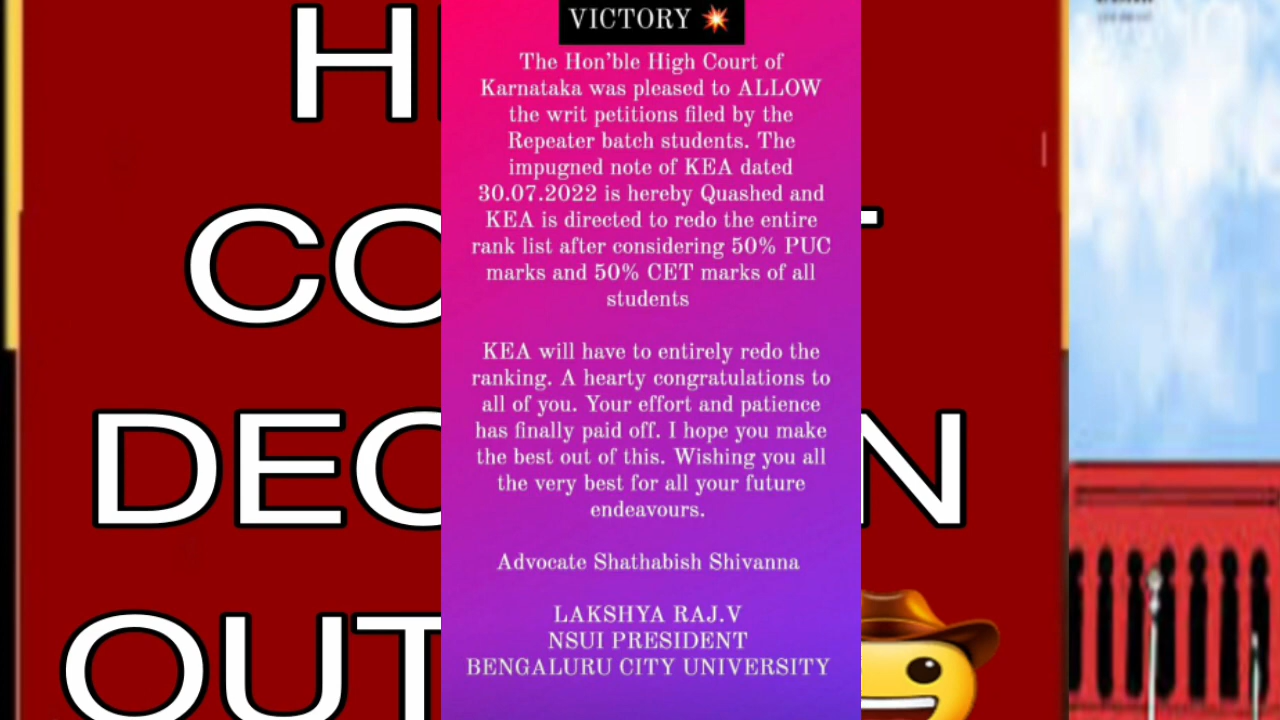 VICTORY 💥
The Hon'ble High Court of
Karnataka was pleased to ALLOW
the writ petitions filed by the
Repeater batch students. The
impugned note of KEA dated
30.07.2022 is hereby Quashed and
KEA is directed to redo the entire
rank list after considering 50% PUC
marks and 50% CET marks of all
students
KEA will have to entirely redo the
ranking. A hearty congratulations to
all of you. Your effort and patience
has finally paid off. I hope you make
the best out of this. Wishing you all
the very best for all your future
endeavours.
Advocate Shathabish Shivanna
LAKSHYA RAJ.V
NSUI PRESIDENT
BENGALURU CITY UNIVERSITY
OUT